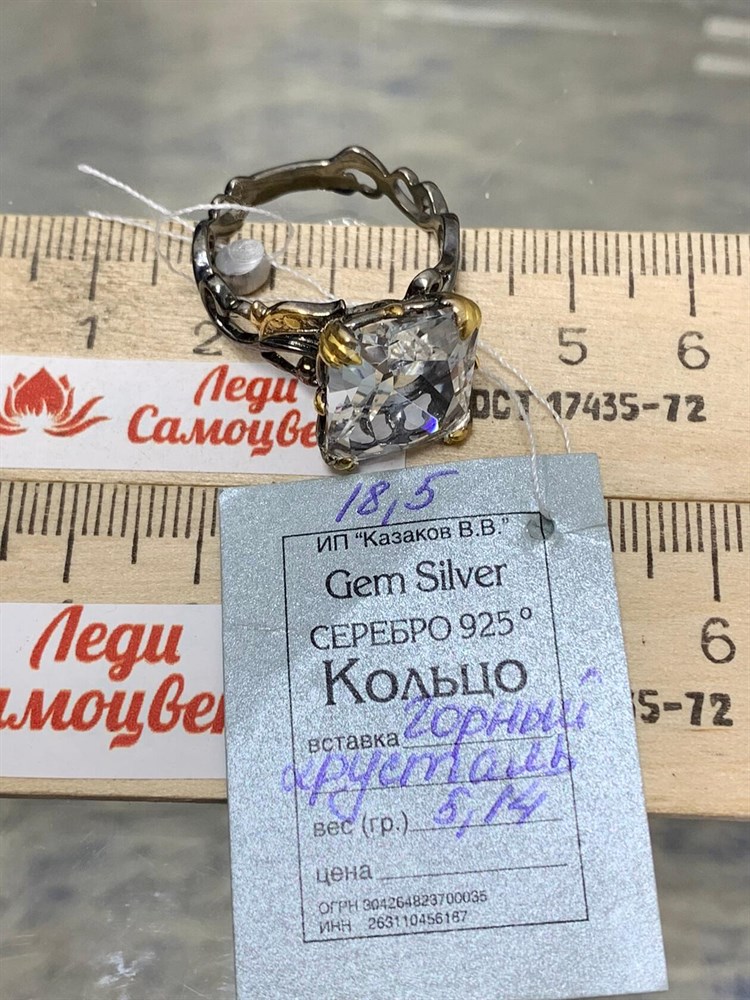 1 2 5 6
Леди
Самоцве
ОСТ 17435-72
18,5
ИП "Казаков В.В."
Gem Silver
СЕРЕБРО 925°
Кольцо
вставка горный
хрусталь
вес (гр.) 5,14
цена
ОГРН 304264823700035
ИНН 263110456167
Леди
амоцвет
6
5-72